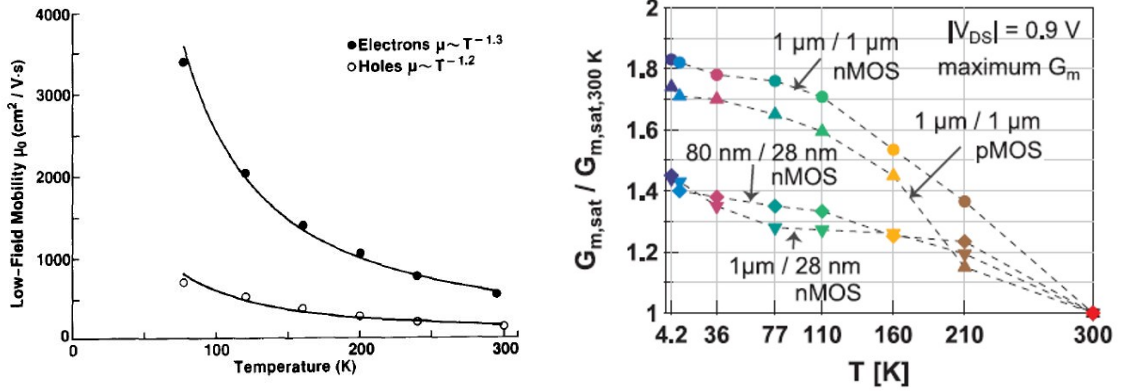 4000
3000
2000
1000
0
Low–Field Mobility μ₀ (cm² / V·s)
Electrons μ~ T⁻¹·³
Holes μ~ T⁻¹·²
0
100
200
300
Temperature (K)
2
1.8
1.6
1.4
1.2
1
Gm,sat / Gm,sat,300 K
|VDS| = 0.9 V
maximum Gm
1 μm / 1 μm
nMOS
1 μm / 1 μm
pMOS
80 nm / 28 nm
nMOS
1μm / 28 nm
nMOS
4.2 36 77 110 160 210 300
T [K]